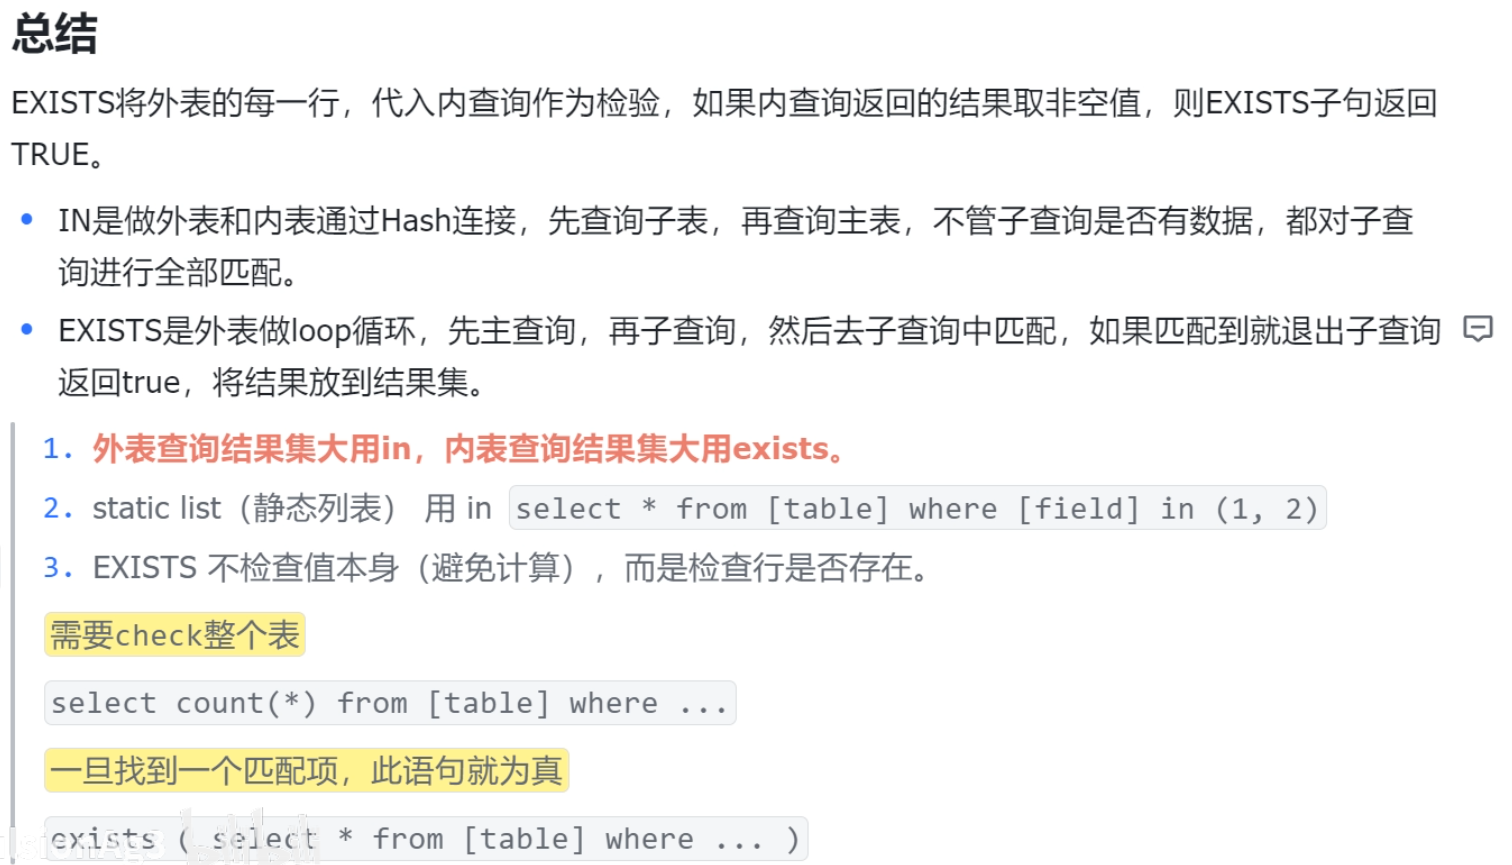 总结
EXISTS将外表的每一行，代入内查询作为检验，如果内查询返回的结果取非空值，则EXISTS子句返回
TRUE。
• IN是做外表和内表通过Hash连接，先查询子表，再查询主表，不管子查询是否有数据，都对子查
询进行全部匹配。
• EXISTS是外表做loop循环，先主查询，再子查询，然后去子查询中匹配，如果匹配到就退出子查询
返回true，将结果放到结果集。
1. 外表查询结果集大用in，内表查询结果集大用exists。
2. static list（静态列表） 用 in select * from [table] where [field] in (1, 2)
3. EXISTS 不检查值本身（避免计算），而是检查行是否存在。
需要check整个表
select count(*) from [table] where ...
一旦找到一个匹配项，此语句就为真
exists ( select * from [table] where ... )